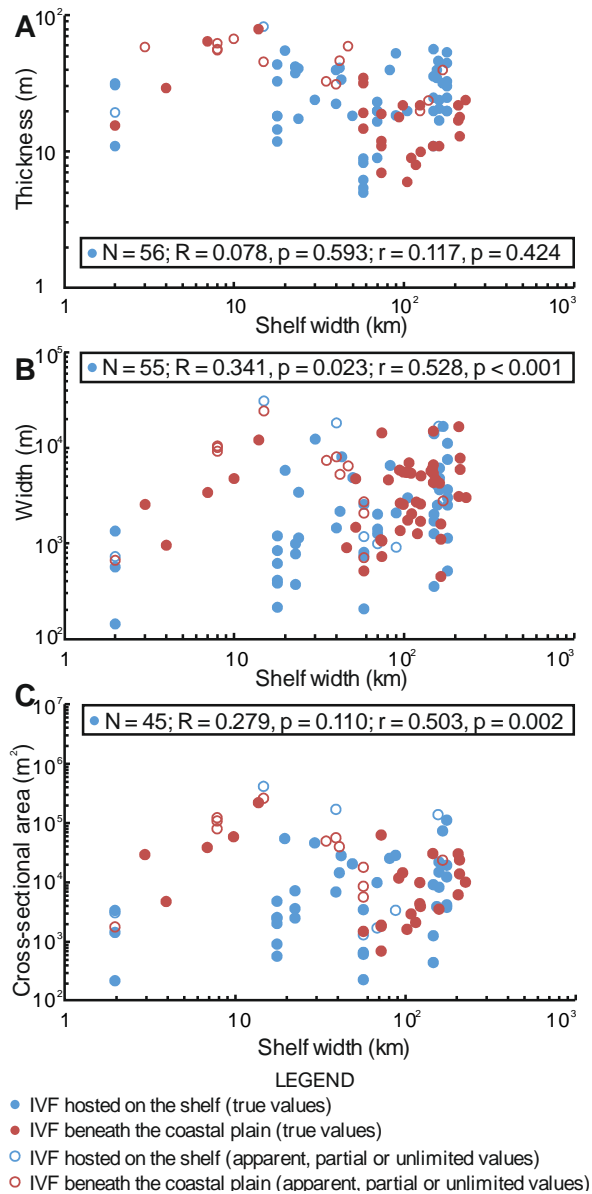 A
10²
10
1
Thickness (m)
N = 56; R = 0.078, p = 0.593; r = 0.117, p = 0.424
1 10 10² 10³
Shelf width (km)
B
10⁵
10⁴
10³
10²
Width (m)
N = 55; R = 0.341, p = 0.023; r = 0.528, p < 0.001
1 10 10² 10³
Shelf width (km)
C
10⁷
10⁶
10⁵
10⁴
10³
10²
Cross-sectional area (m²)
N = 45; R = 0.279, p = 0.110; r = 0.503, p = 0.002
1 10 10² 10³
Shelf width (km)
LEGEND
IVF hosted on the shelf (true values)
IVF beneath the coastal plain (true values)
IVF hosted on the shelf (apparent, partial or unlimited values)
IVF beneath the coastal plain (apparent, partial or unlimited values)